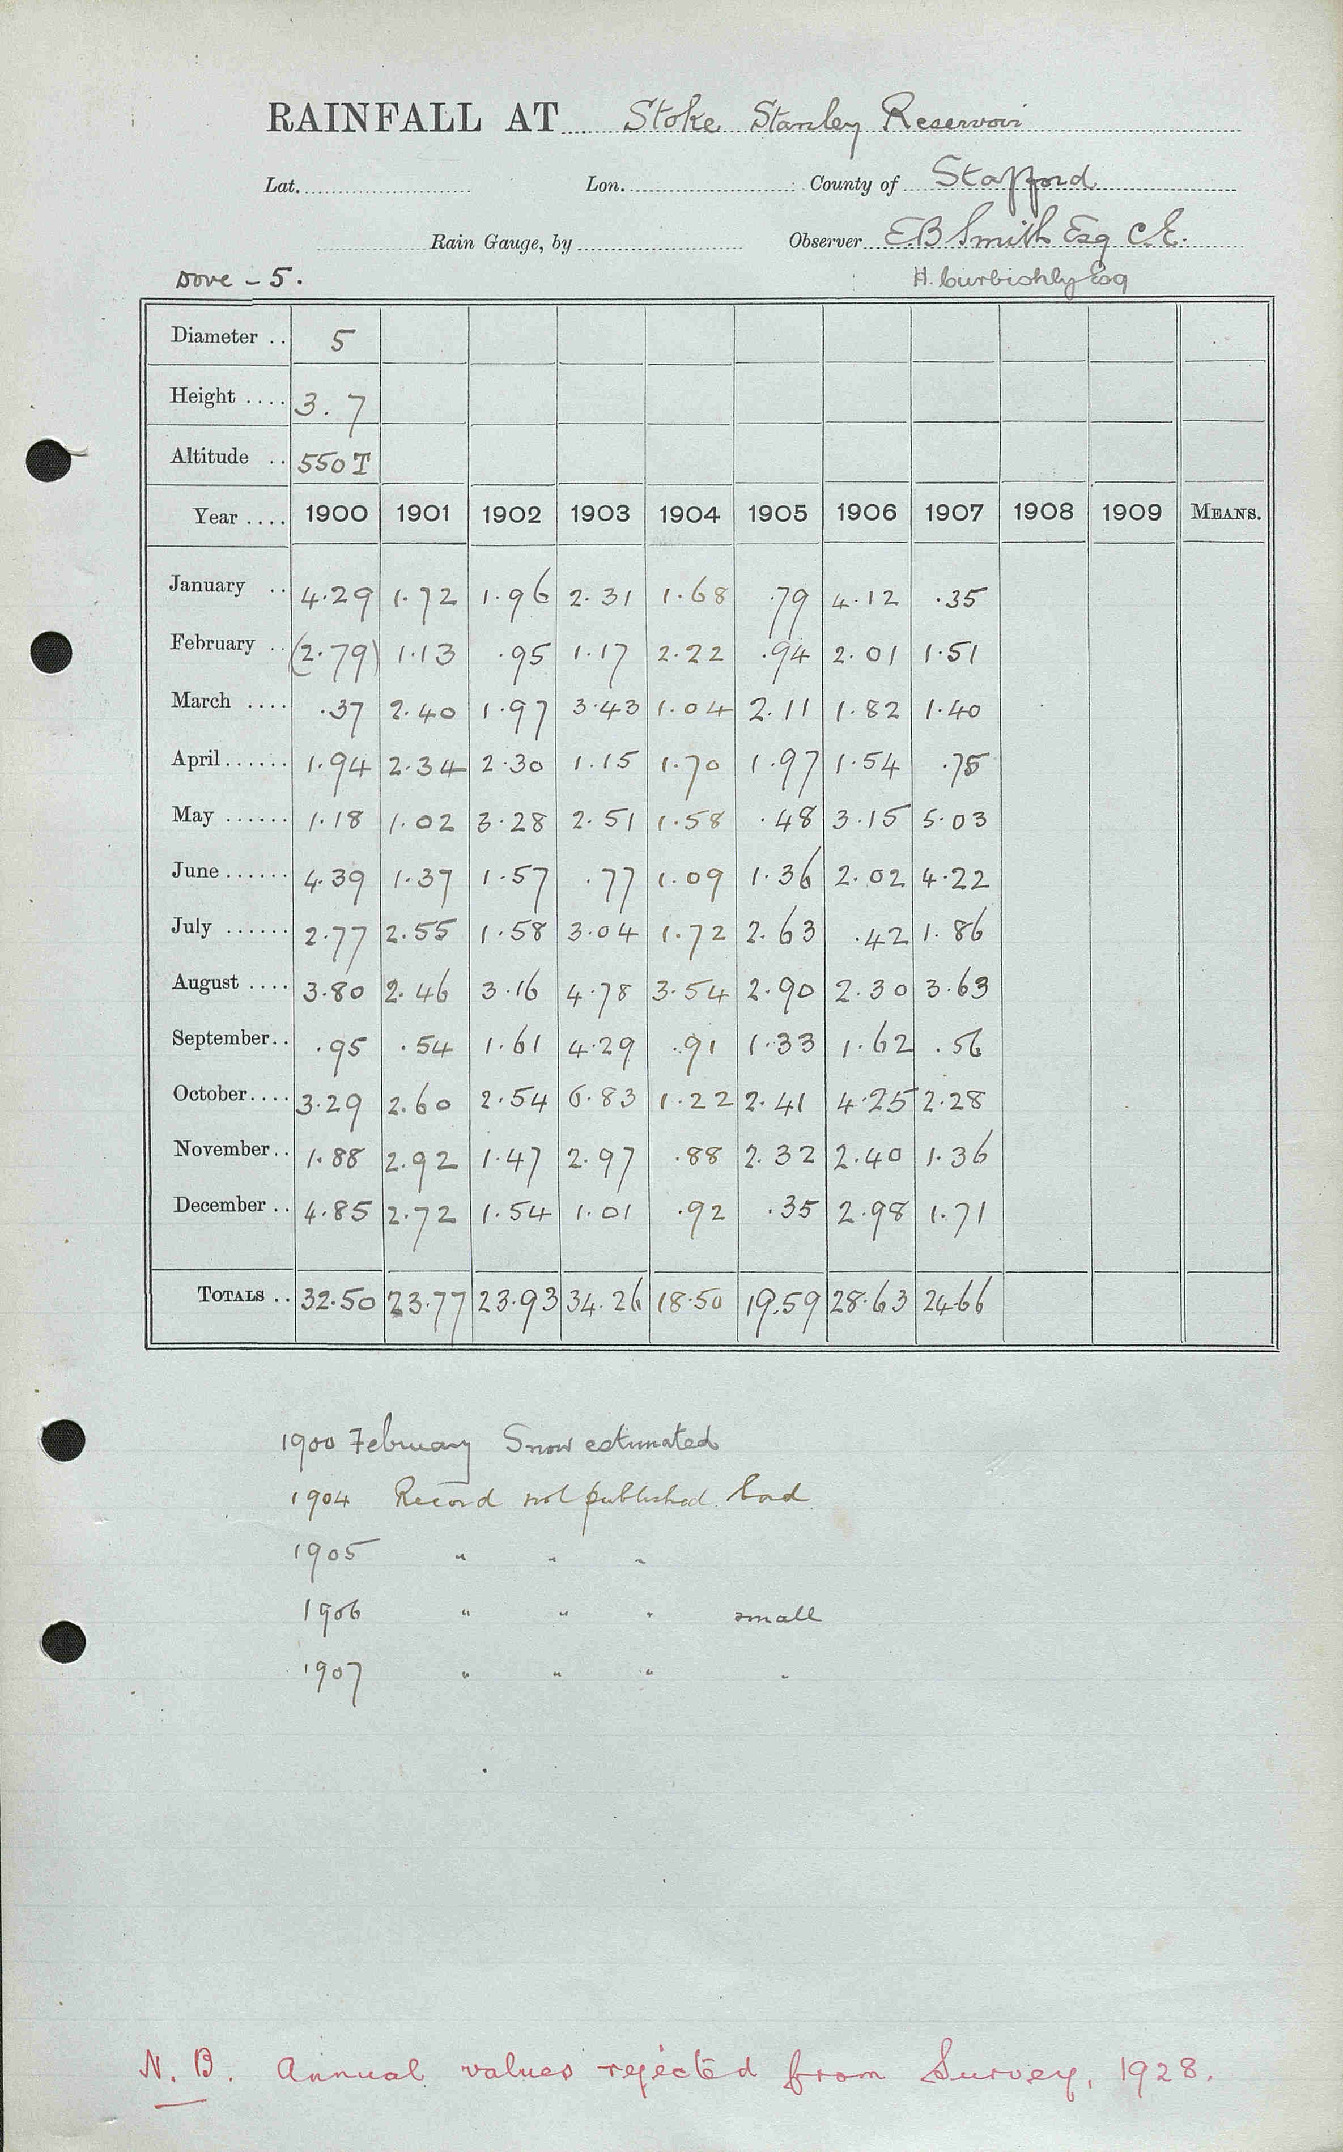 RAINFALL AT Stoke Stanley Reservoir
Lat. Lon. County of Stafford
Rain Gauge, by Observer E B Smith Esq C.E.
Dove - 5. H. Curbishly Esq
Diameter .. 5
Height .... 3.7
Altitude .. 550 T
Year .... 1900 1901 1902 1903 1904 1905 1906 1907 1908 1909 MEANS.
January .. 4.29 1.72 1.96 2.31 1.68 .79 4.12 .35
February .. (2.79) 1.13 .95 1.17 2.22 .94 2.01 1.51
March .... .37 2.40 1.97 3.43 1.04 2.11 1.82 1.40
April ...... 1.94 2.34 2.30 1.15 1.70 1.97 1.54 .75
May ...... 1.18 1.02 3.28 2.51 1.58 .48 3.15 5.03
June ...... 4.39 1.37 1.57 .77 1.09 1.36 2.02 4.22
July ...... 2.77 2.55 1.58 3.04 1.72 2.63 .42 1.86
August .... 3.80 2.46 3.16 4.78 3.54 2.90 2.30 3.63
September .. .95 .54 1.61 4.29 .91 1.33 1.62 .56
October .... 3.29 2.60 2.54 6.83 1.22 2.41 4.25 2.28
November .. 1.88 2.92 1.47 2.97 .88 2.32 2.40 1.36
December .. 4.85 2.72 1.54 1.01 .92 .35 2.98 1.71
TOTALS .. 32.50 23.77 23.93 34.26 18.50 19.59 28.63 24.66
1900 February Snow estimated
1904 Record not published. bad
1905 " " "
1906 " " " small
1907 " " " "
N.B. Annual values rejected from Survey, 1928.